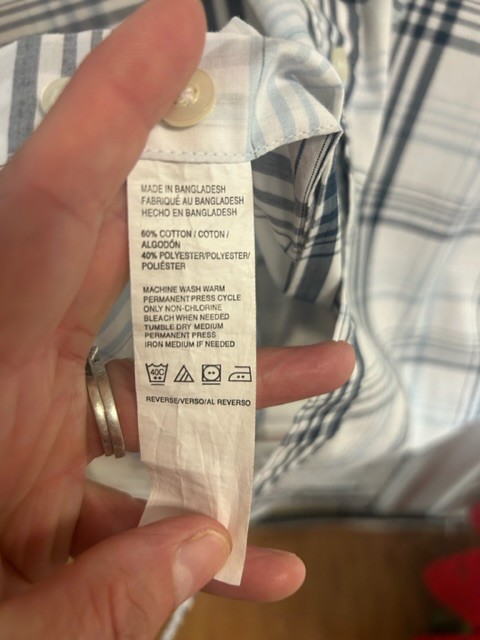 MADE IN BANGLADESH
FABRIQUÉ AU BANGLADESH
HECHO EN BANGLADESH
60% COTTON / COTON /
ALGODÓN
40% POLYESTER/POLYESTER/
POLIÉSTER
MACHINE WASH WARM
PERMANENT PRESS CYCLE
ONLY NON-CHLORINE
BLEACH WHEN NEEDED
TUMBLE DRY MEDIUM
PERMANENT PRESS
IRON MEDIUM IF NEEDED
40C
REVERSE/VERSO/AL REVERSO